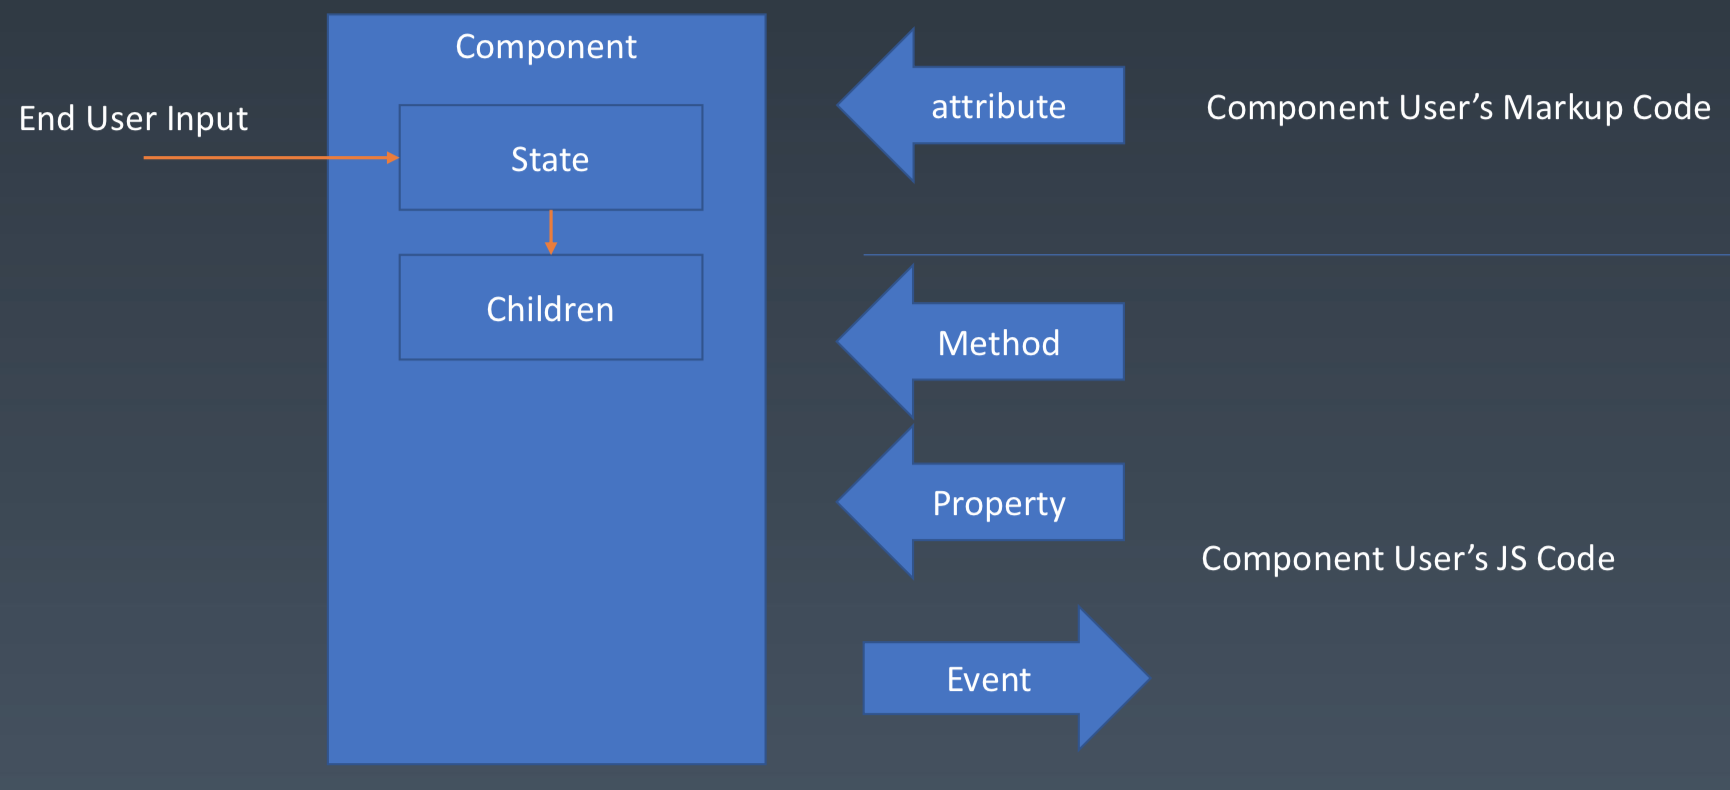 Component
End User Input
State
Children
attribute
Component User’s Markup Code
Method
Property
Component User’s JS Code
Event